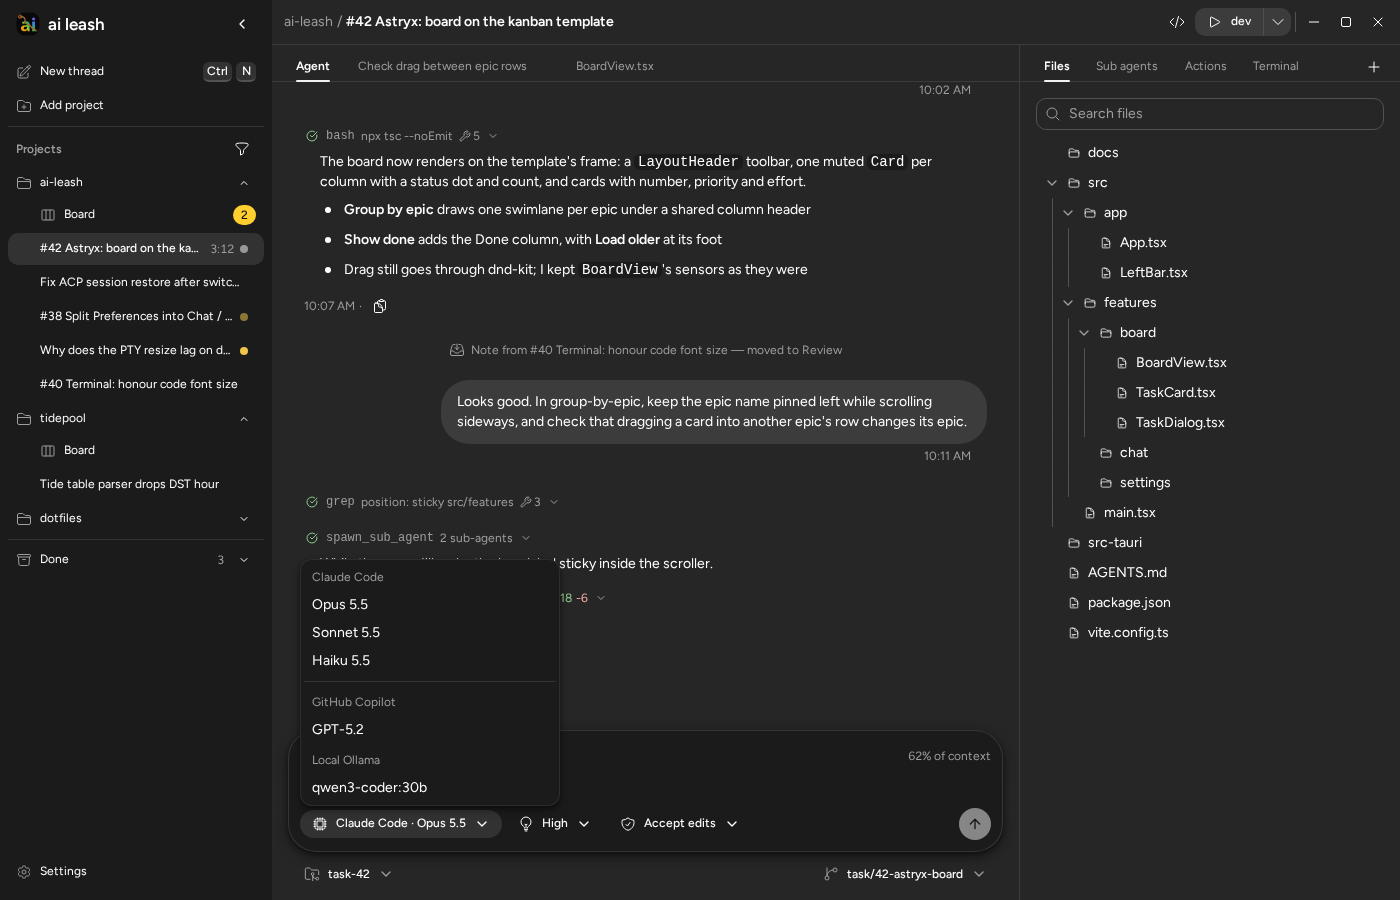 ai leash
New thread Ctrl N
Add project
Projects
ai-leash
Board 2
#42 Astryx: board on the ka... 3:12
Fix ACP session restore after switc...
#38 Split Preferences into Chat / ...
Why does the PTY resize lag on d...
#40 Terminal: honour code font size
tidepool
Board
Tide table parser drops DST hour
dotfiles
Done 3
Settings
ai-leash / #42 Astryx: board on the kanban template
dev
Agent Check drag between epic rows BoardView.tsx
10:02 AM
bash npx tsc --noEmit 5
The board now renders on the template's frame: a LayoutHeader toolbar, one muted Card per
column with a status dot and count, and cards with number, priority and effort.
• Group by epic draws one swimlane per epic under a shared column header
• Show done adds the Done column, with Load older at its foot
• Drag still goes through dnd-kit; I kept BoardView's sensors as they were
10:07 AM ·
Note from #40 Terminal: honour code font size — moved to Review
Looks good. In group-by-epic, keep the epic name pinned left while scrolling
sideways, and check that dragging a card into another epic's row changes its epic.
10:11 AM
grep position: sticky src/features 3
spawn_sub_agent 2 sub-agents
sticky inside the scroller.
18 -6
Claude Code
Opus 5.5
Sonnet 5.5
Haiku 5.5
GitHub Copilot
GPT-5.2
Local Ollama
qwen3-coder:30b
62% of context
Claude Code · Opus 5.5 High Accept edits
task-42 task/42-astryx-board
Files Sub agents Actions Terminal
Search files
docs
src
app
App.tsx
LeftBar.tsx
features
board
BoardView.tsx
TaskCard.tsx
TaskDialog.tsx
chat
settings
main.tsx
src-tauri
AGENTS.md
package.json
vite.config.ts